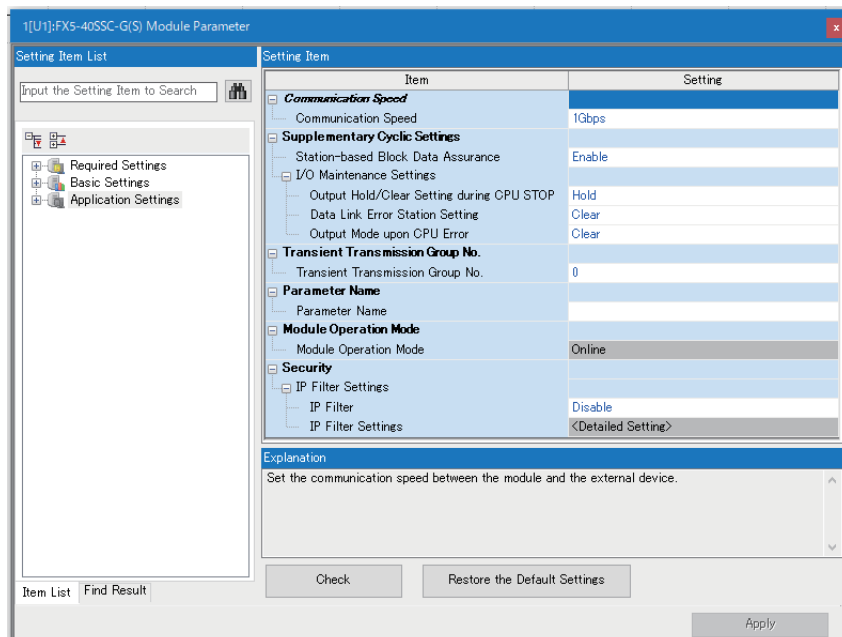 1[U1]:FX5-40SSC-G(S) Module Parameter
x
Setting Item List
Input the Setting Item to Search
Required Settings
Basic Settings
Application Settings
Item List Find Result
Setting Item
Item Setting
Communication Speed
Communication Speed 1Gbps
Supplementary Cyclic Settings
Station-based Block Data Assurance Enable
I/O Maintenance Settings
Output Hold/Clear Setting during CPU STOP Hold
Data Link Error Station Setting Clear
Output Mode upon CPU Error Clear
Transient Transmission Group No.
Transient Transmission Group No. 0
Parameter Name
Parameter Name
Module Operation Mode
Module Operation Mode Online
Security
IP Filter Settings
IP Filter Disable
IP Filter Settings <Detailed Setting>
Explanation
Set the communication speed between the module and the external device.
Check Restore the Default Settings
Apply